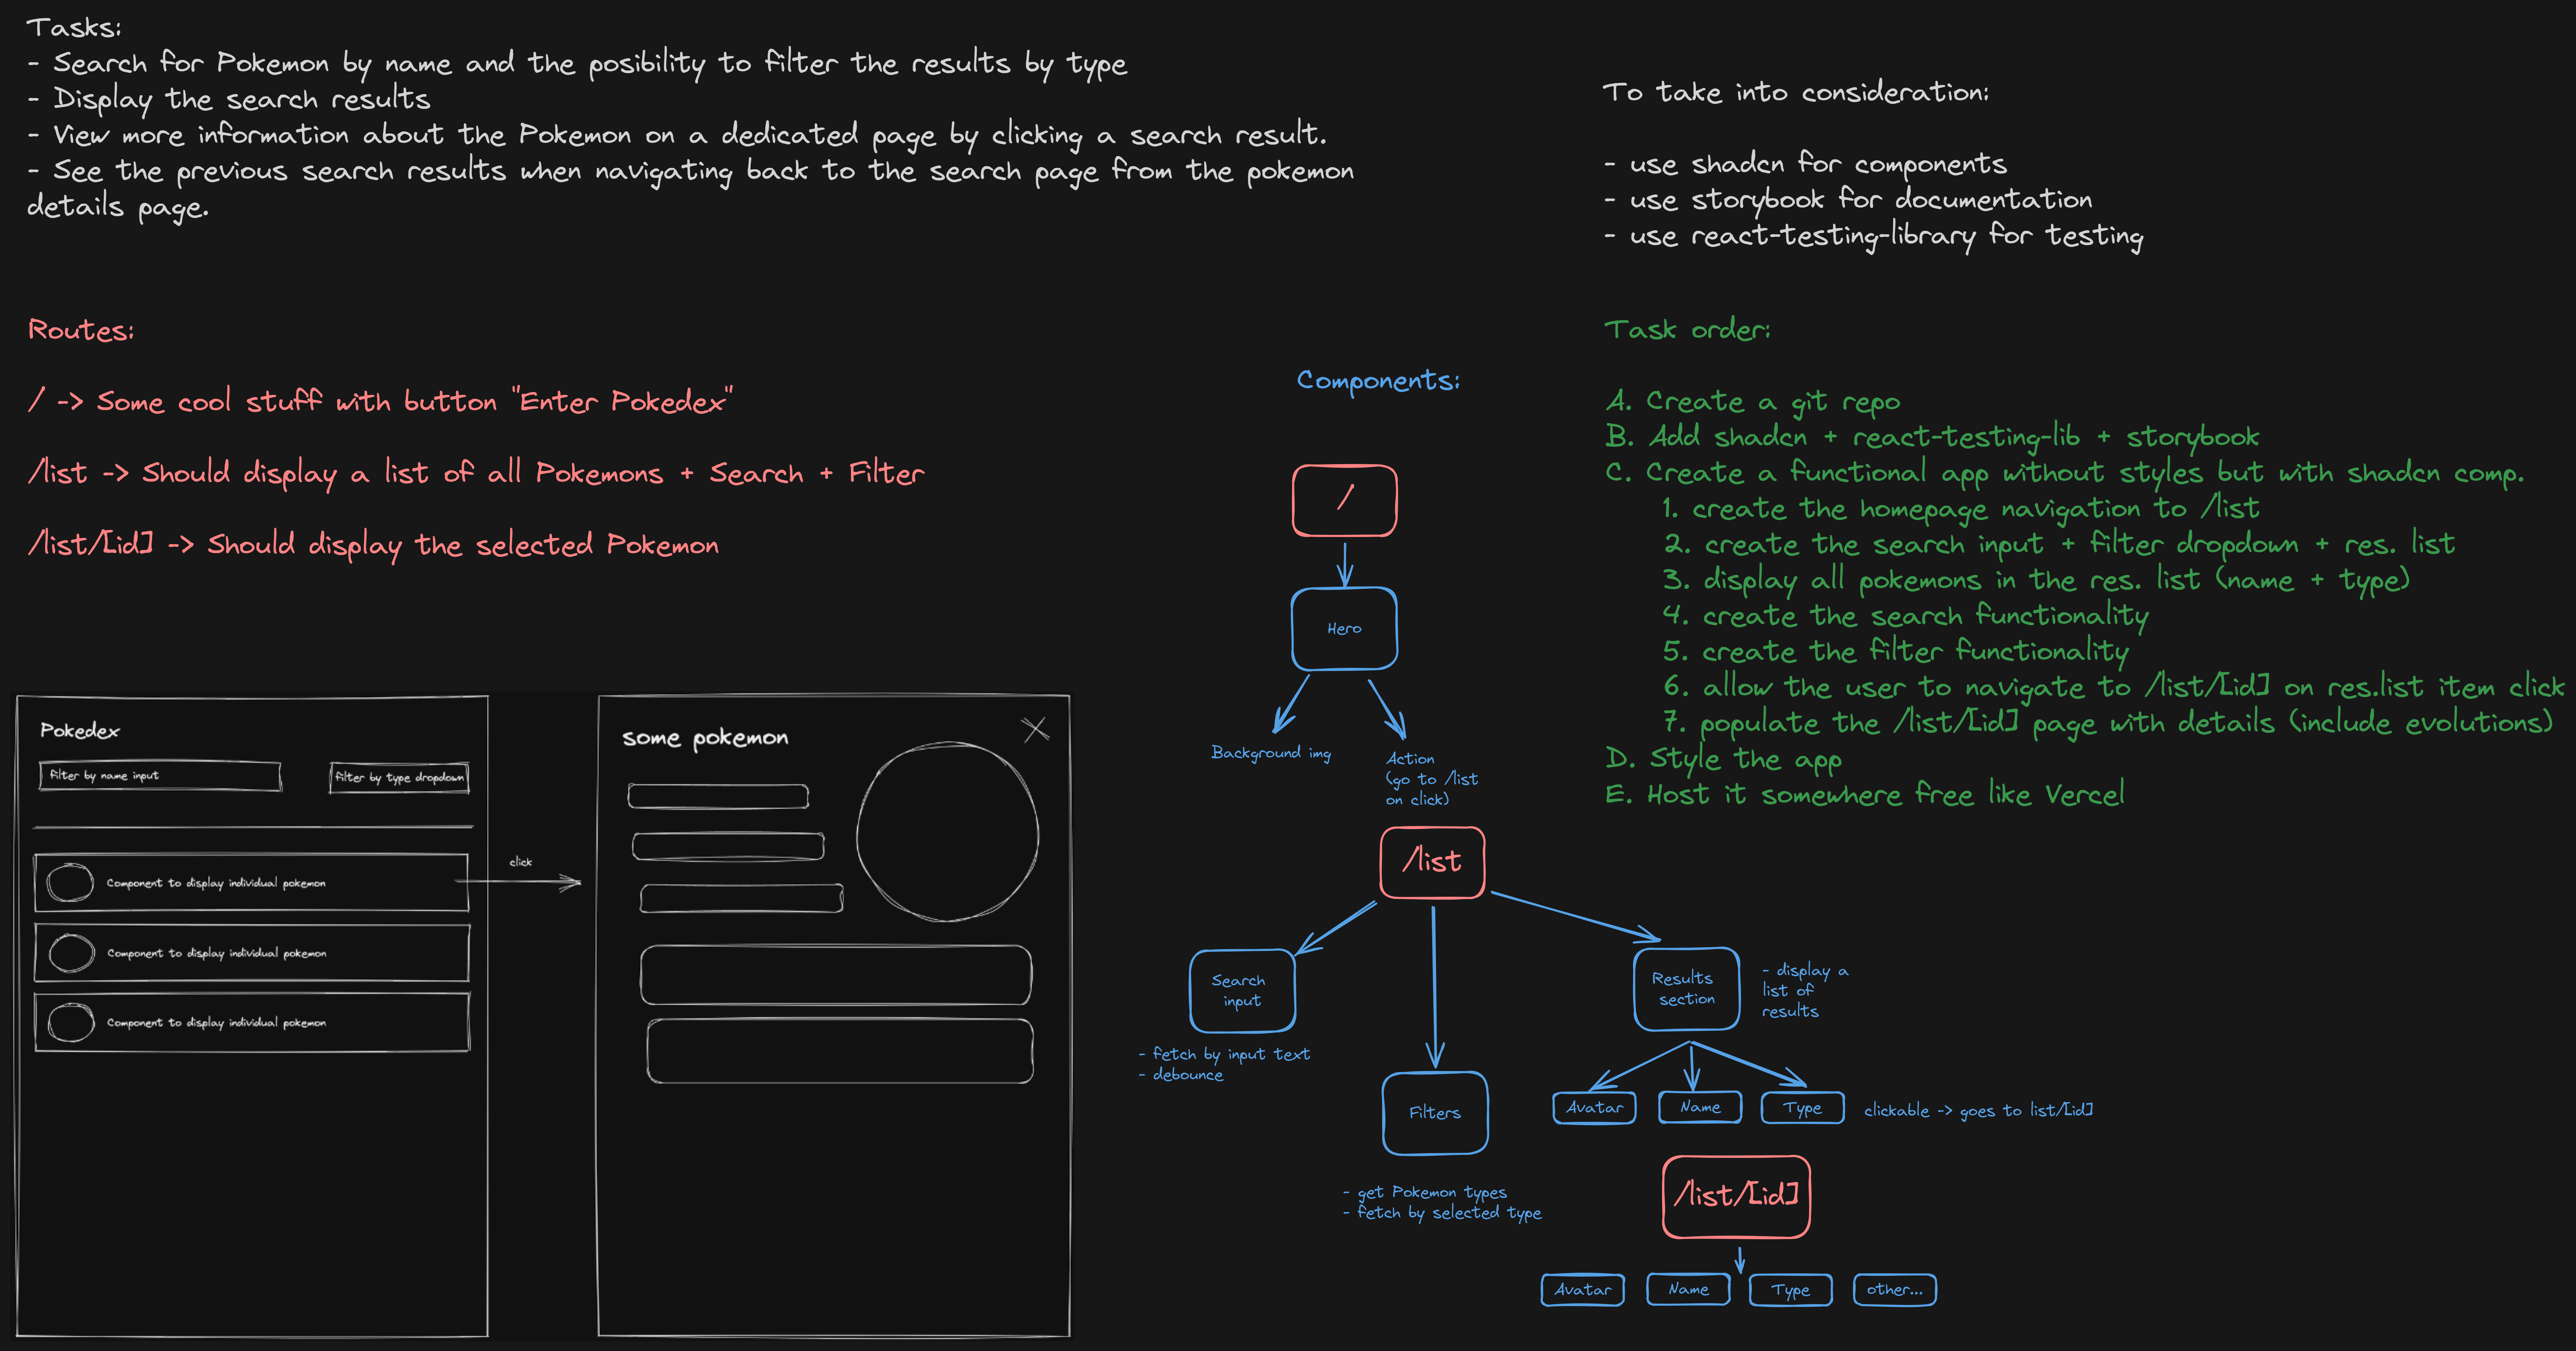 Tasks:
- Search for Pokemon by name and the posibility to filter the results by type
- Display the search results
- View more information about the Pokemon on a dedicated page by clicking a search result.
- See the previous search results when navigating back to the search page from the pokemon
details page.
To take into consideration:
- use shadcn for components
- use storybook for documentation
- use react-testing-library for testing
Routes:
/ -> Some cool stuff with button "Enter Pokedex"
/list -> Should display a list of all Pokemons + Search + Filter
/list/[id] -> Should display the selected Pokemon
Task order:
A. Create a git repo
B. Add shadcn + react-testing-lib + storybook
C. Create a functional app without styles but with shadcn comp.
1. create the homepage navigation to /list
2. create the search input + filter dropdown + res. list
3. display all pokemons in the res. list (name + type)
4. create the search functionality
5. create the filter functionality
6. allow the user to navigate to /list/[id] on res.list item click
7. populate the /list/[id] page with details (include evolutions)
D. Style the app
E. Host it somewhere free like Vercel
Pokedex
filter by name input
filter by type dropdown
Component to display individual pokemon
Component to display individual pokemon
Component to display individual pokemon
click
some pokemon
Components:
/
Hero
Background img
Action
(go to /list
on click)
/list
Search
input
- fetch by input text
- debounce
Filters
- get Pokemon types
- fetch by selected type
Results
section
- display a
list of
results
Avatar
Name
Type
clickable -> goes to list/[id]
/list/[id]
Avatar
Name
Type
other...